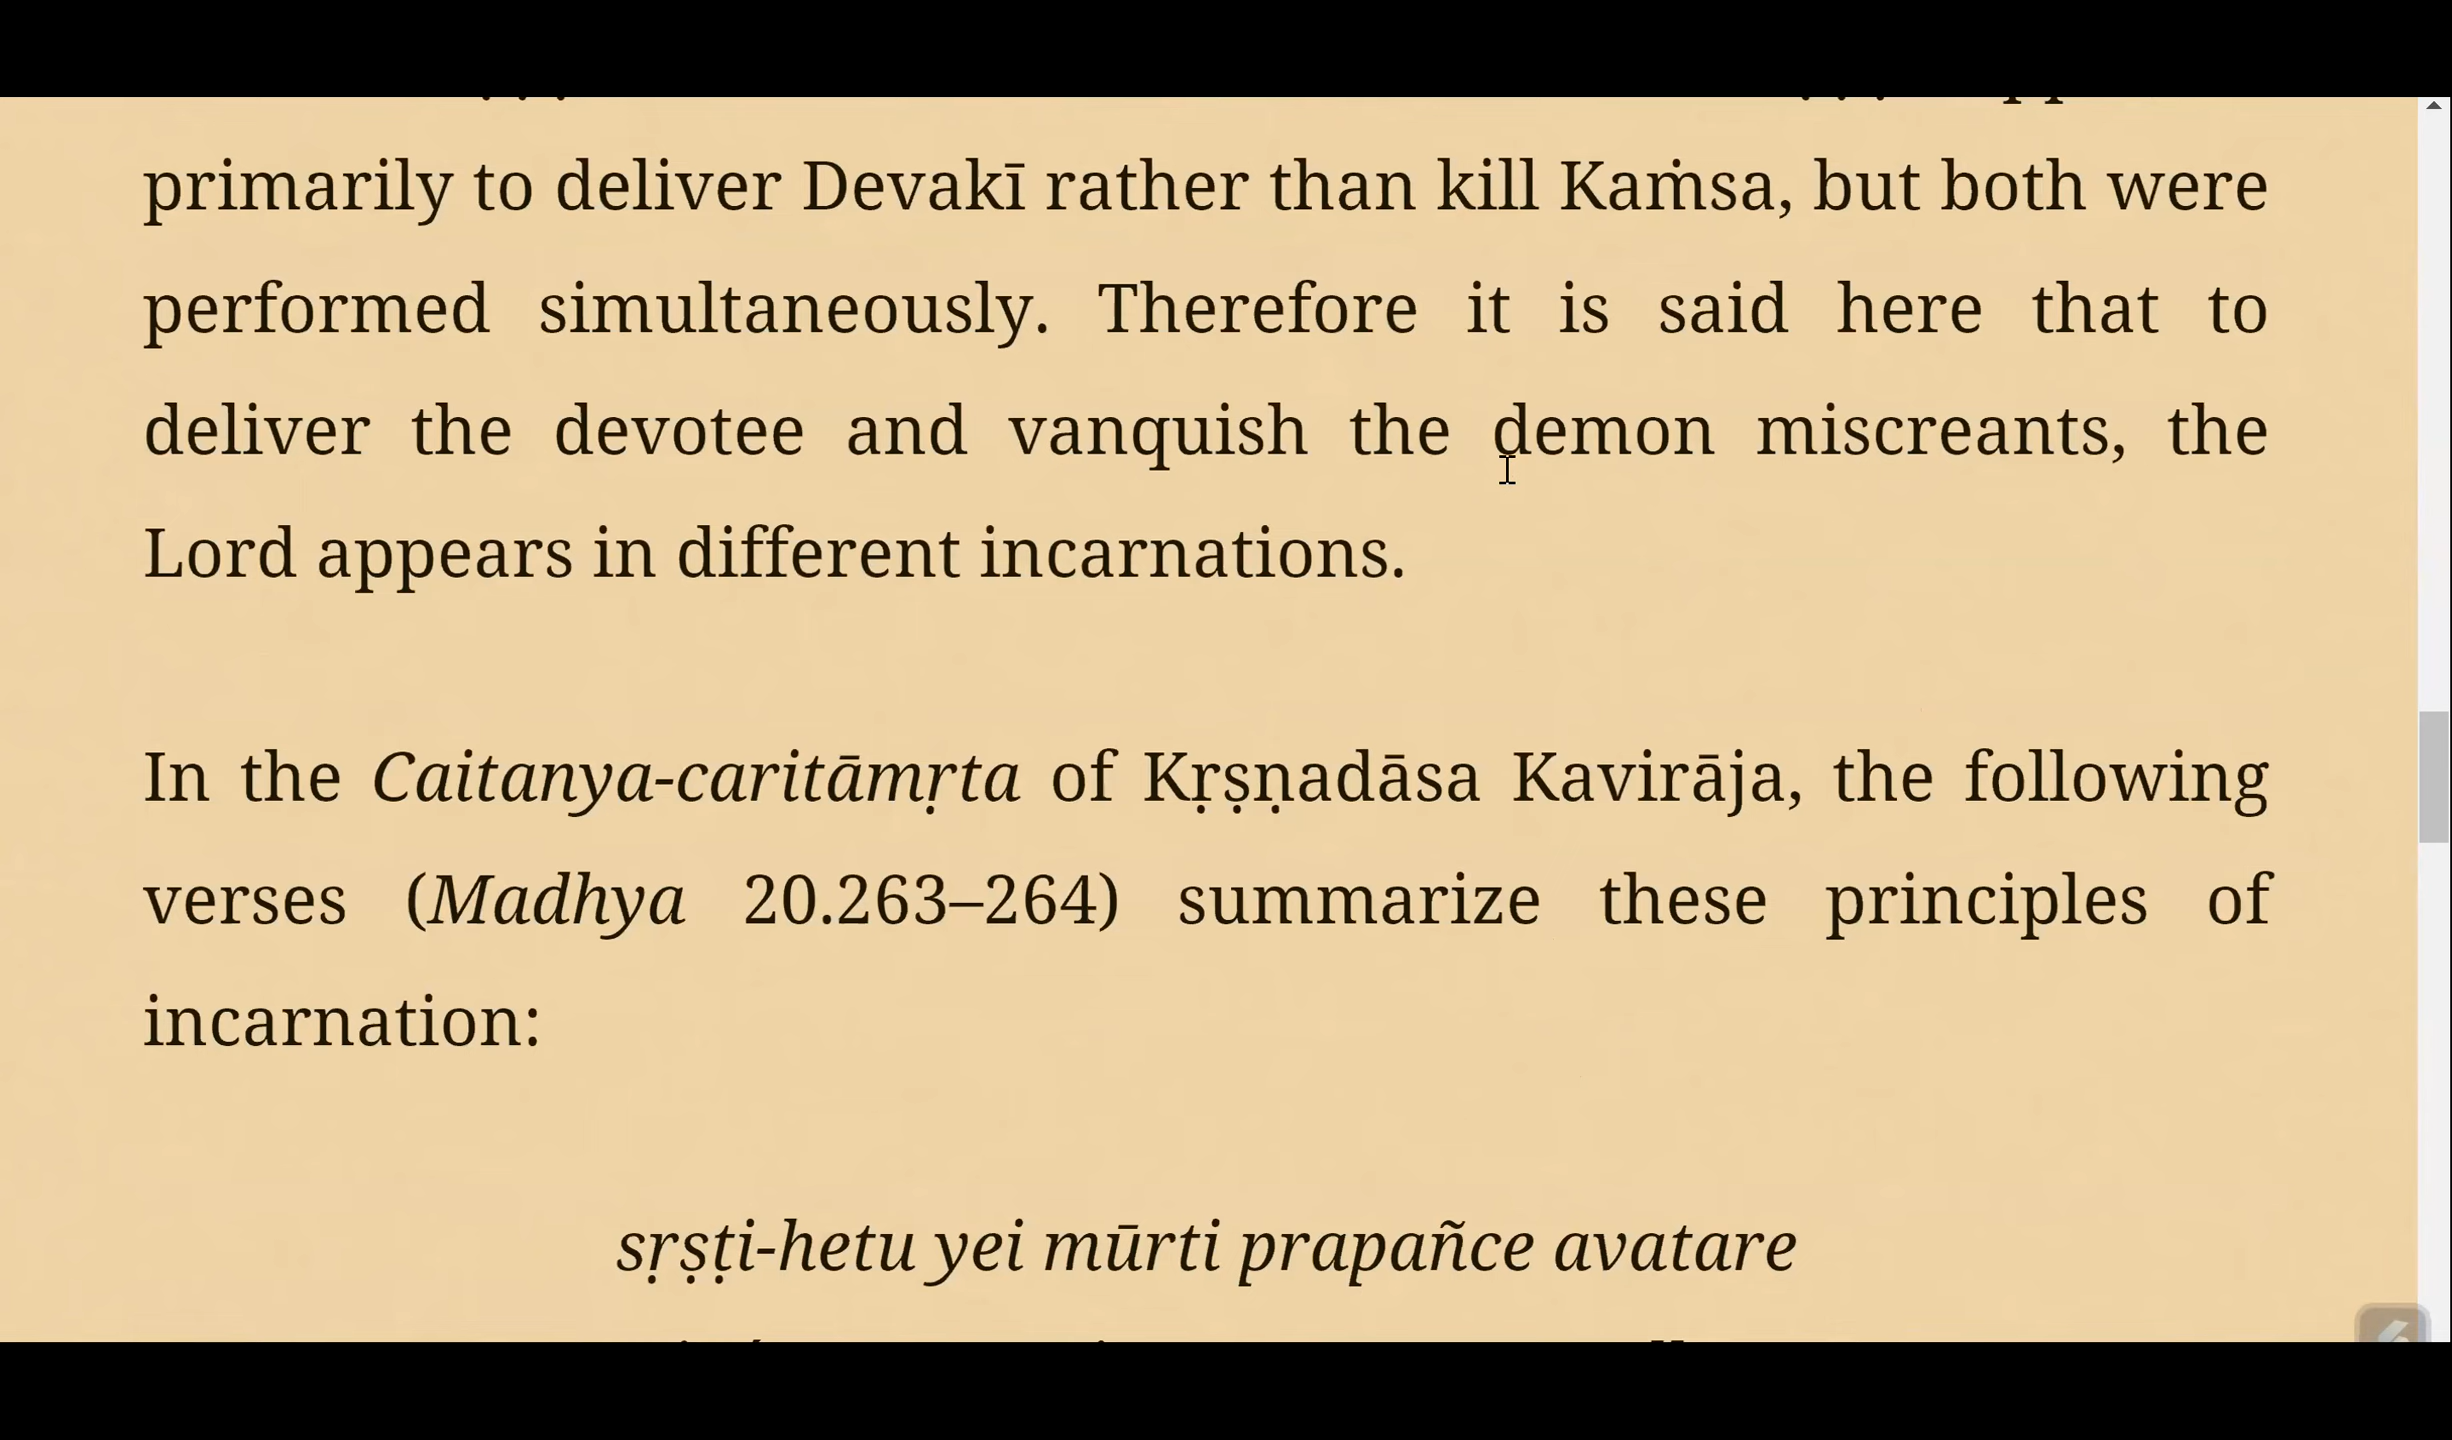 primarily to deliver Devakī rather than kill Kaṁsa, but both were
performed simultaneously. Therefore it is said here that to
deliver the devotee and vanquish the demon miscreants, the
Lord appears in different incarnations.
In the Caitanya-caritāmṛta of Kṛṣṇadāsa Kavirāja, the following
verses (Madhya 20.263–264) summarize these principles of
incarnation:
sṛṣṭi-hetu yei mūrti prapañce avatare